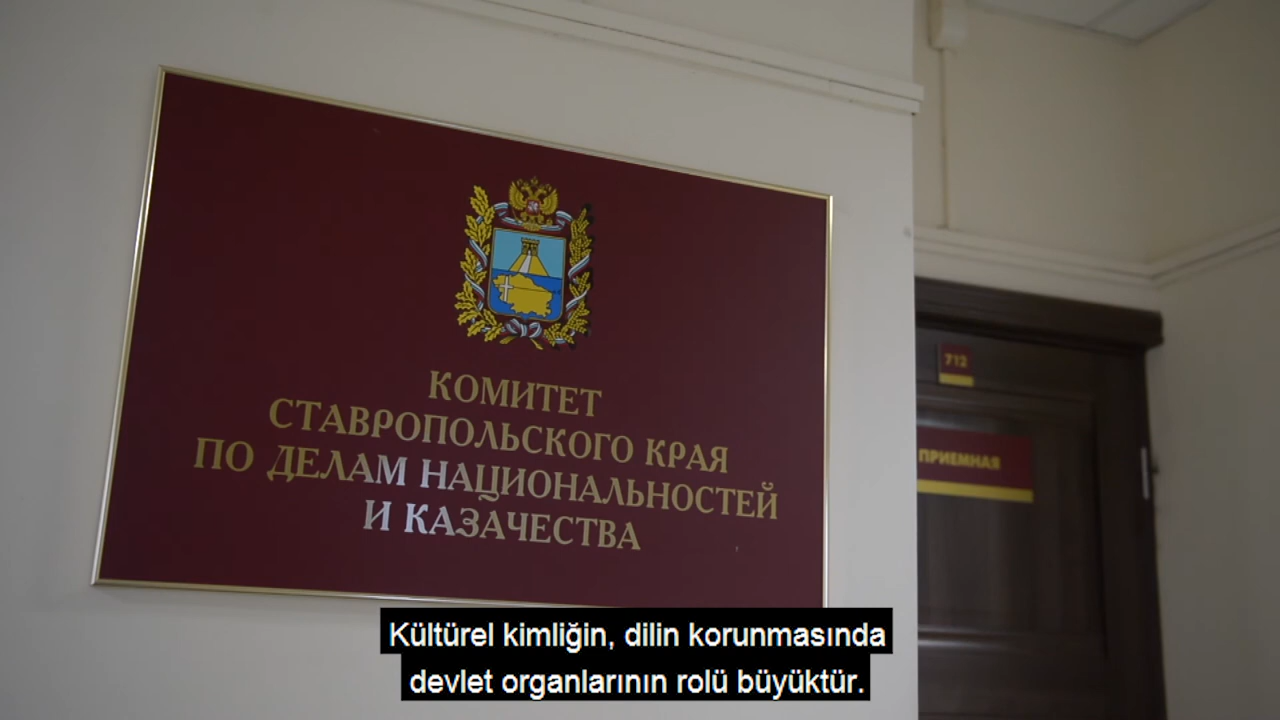 КОМИТЕТ
СТАВРОПОЛЬСКОГО КРАЯ
ПО ДЕЛАМ НАЦИОНАЛЬНОСТЕЙ
И КАЗАЧЕСТВА
712
ПРИЕМНАЯ
Kültürel kimliğin, dilin korunmasında
devlet organlarının rolü büyüktür.